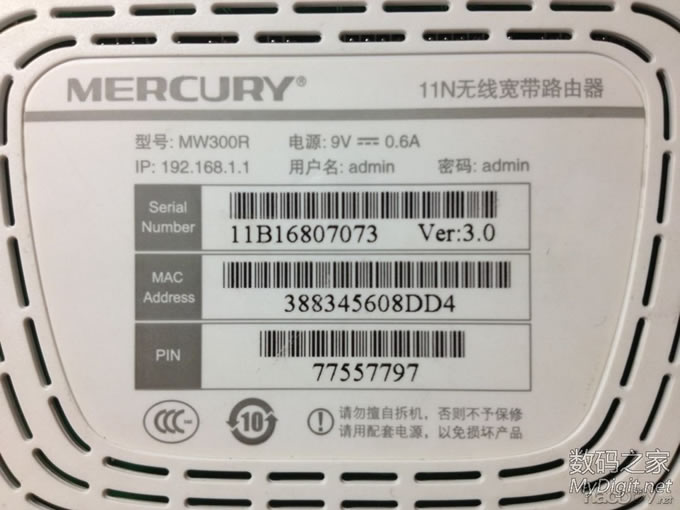 MERCURY® 11N无线宽带路由器
型号: MW300R 电源: 9V ⎓ 0.6A
IP: 192.168.1.1 用户名: admin 密码: admin
Serial Number
11B16807073 Ver:3.0
MAC Address
388345608DD4
PIN
77557797
CCC
10
请勿擅自拆机，否则不予保修
请用配套电源，以免损坏产品
数码之家
MyDigit.net